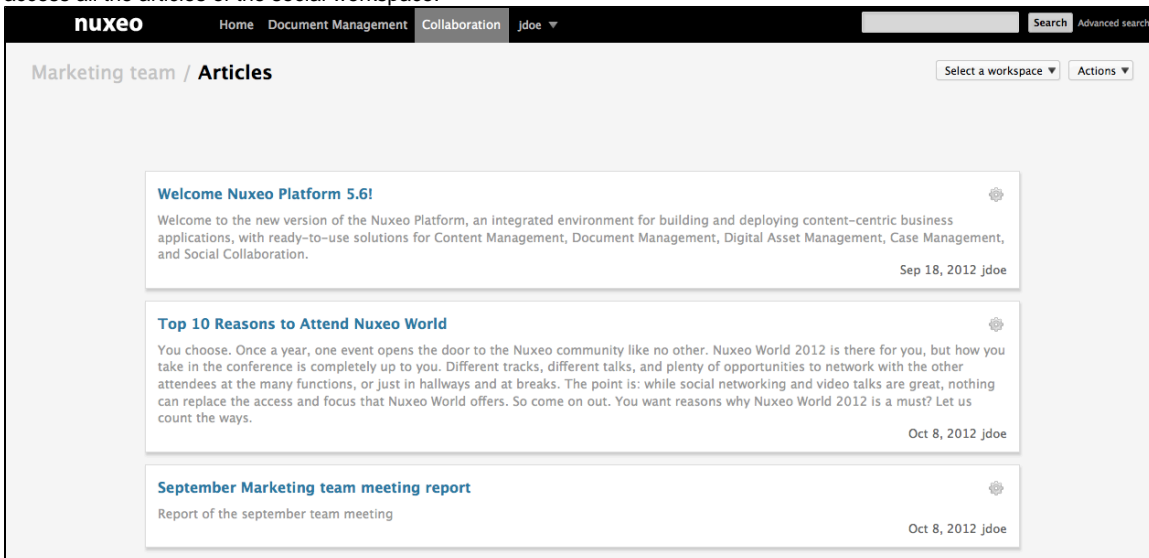 access all the articles of the social workspace.
nuxeo Home Document Management Collaboration jdoe ▼ Search Advanced search
Marketing team / Articles Select a workspace ▼ Actions ▼
Welcome Nuxeo Platform 5.6!
Welcome to the new version of the Nuxeo Platform, an integrated environment for building and deploying content-centric business
applications, with ready-to-use solutions for Content Management, Document Management, Digital Asset Management, Case Management,
and Social Collaboration.
Sep 18, 2012 jdoe
Top 10 Reasons to Attend Nuxeo World
You choose. Once a year, one event opens the door to the Nuxeo community like no other. Nuxeo World 2012 is there for you, but how you
take in the conference is completely up to you. Different tracks, different talks, and plenty of opportunities to network with the other
attendees at the many functions, or just in hallways and at breaks. The point is: while social networking and video talks are great, nothing
can replace the access and focus that Nuxeo World offers. So come on out. You want reasons why Nuxeo World 2012 is a must? Let us
count the ways.
Oct 8, 2012 jdoe
September Marketing team meeting report
Report of the september team meeting
Oct 8, 2012 jdoe